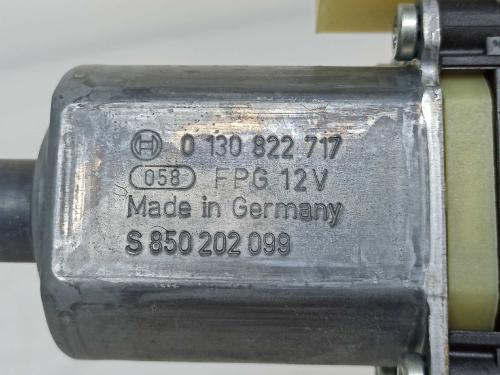 0 130 822 717
058 FPG 12V
Made in Germany
S 850 202 099